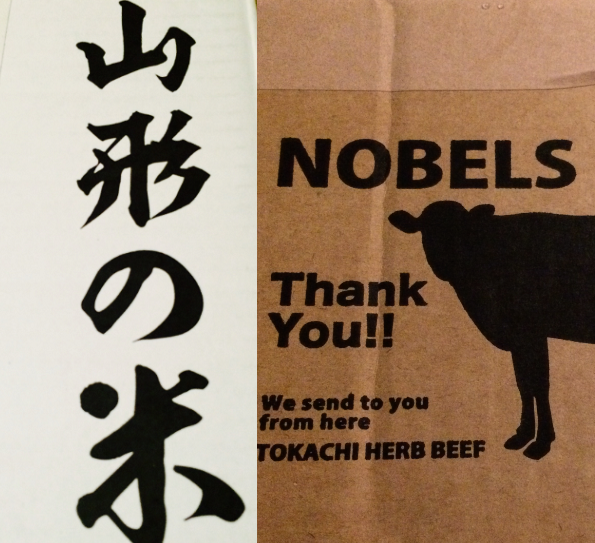 山形の米
NOBELS
Thank
You!!
We send to you
from here
TOKACHI HERB BEEF